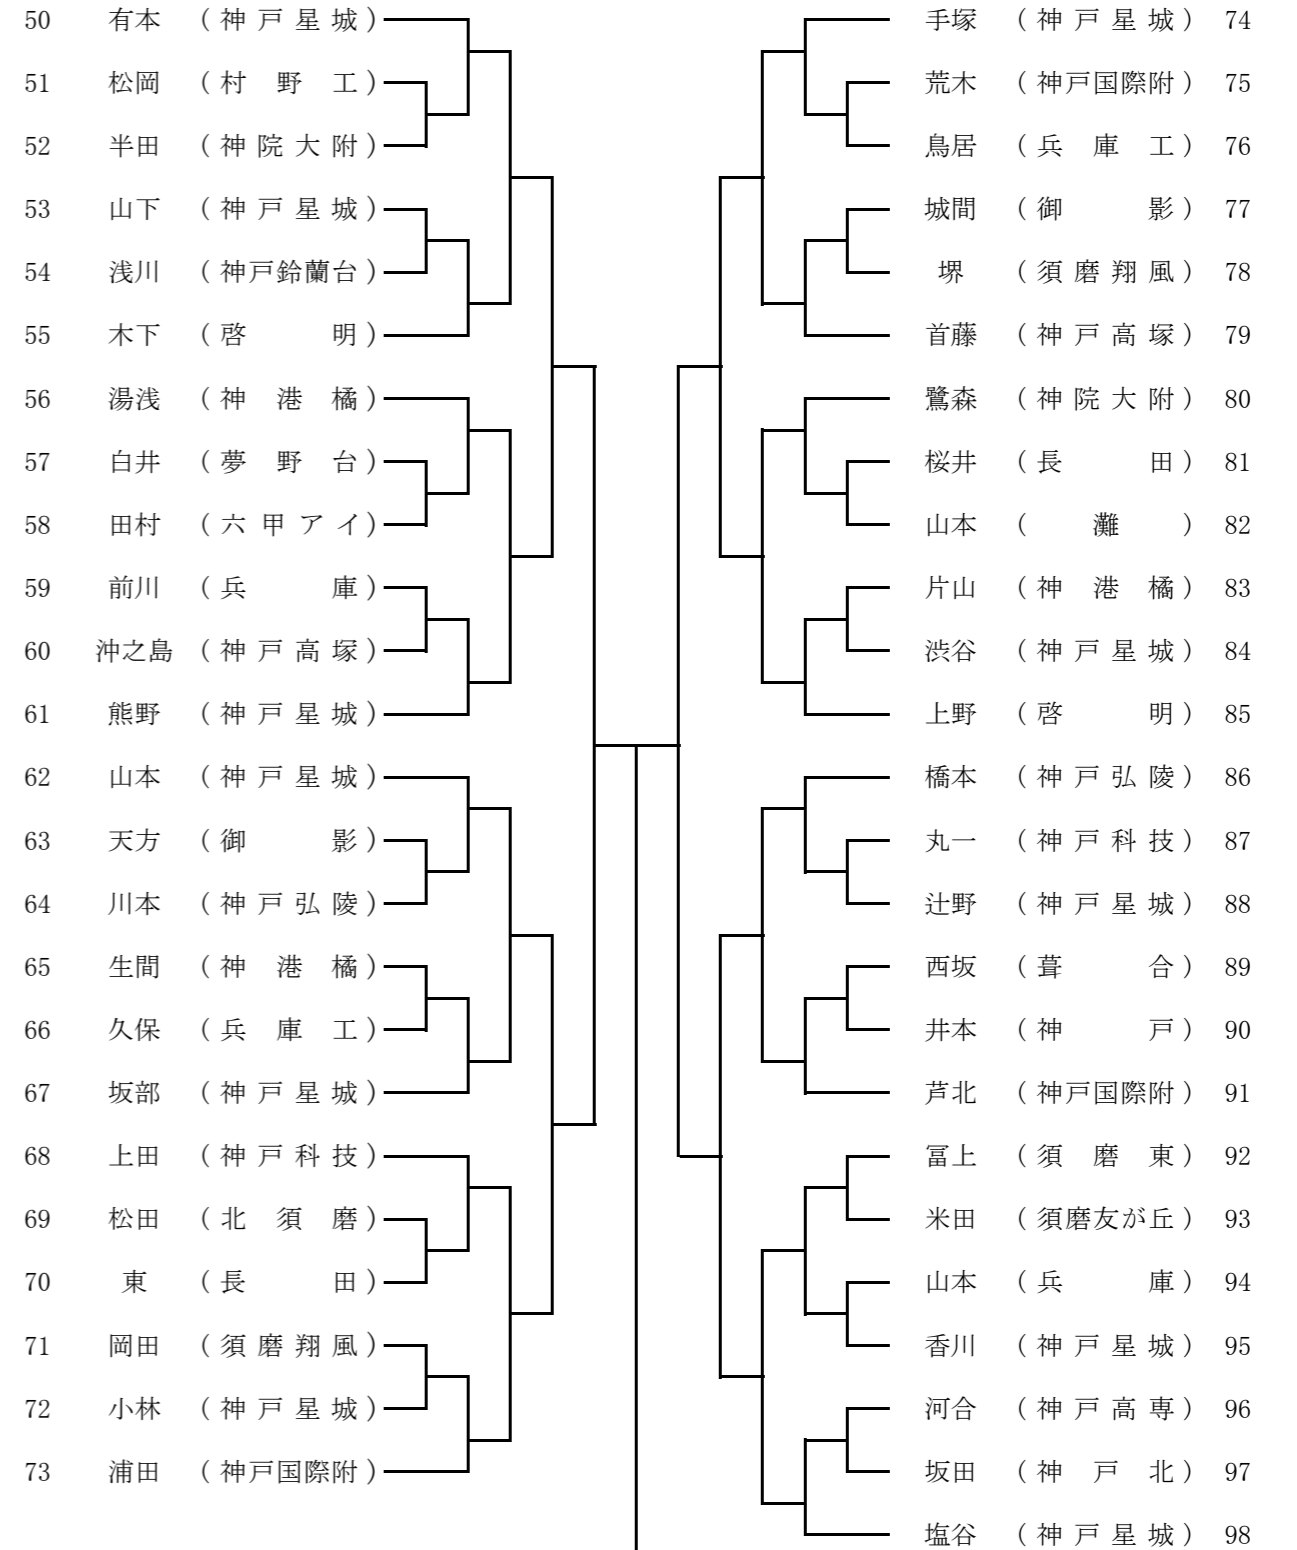 50 有本 (神戸星城)
51 松岡 (村野工)
52 半田 (神院大附)
53 山下 (神戸星城)
54 浅川 (神戸鈴蘭台)
55 木下 (啓明)
56 湯浅 (神港橘)
57 白井 (夢野台)
58 田村 (六甲アイ)
59 前川 (兵庫)
60 沖之島 (神戸高塚)
61 熊野 (神戸星城)
62 山本 (神戸星城)
63 天方 (御影)
64 川本 (神戸弘陵)
65 生間 (神港橘)
66 久保 (兵庫工)
67 坂部 (神戸星城)
68 上田 (神戸科技)
69 松田 (北須磨)
70 東 (長田)
71 岡田 (須磨翔風)
72 小林 (神戸星城)
73 浦田 (神戸国際附)
手塚 (神戸星城) 74
荒木 (神戸国際附) 75
鳥居 (兵庫工) 76
城間 (御影) 77
堺 (須磨翔風) 78
首藤 (神戸高塚) 79
鷺森 (神院大附) 80
桜井 (長田) 81
山本 (灘) 82
片山 (神港橘) 83
渋谷 (神戸星城) 84
上野 (啓明) 85
橋本 (神戸弘陵) 86
丸一 (神戸科技) 87
辻野 (神戸星城) 88
西坂 (葺合) 89
井本 (神戸) 90
芦北 (神戸国際附) 91
冨上 (須磨東) 92
米田 (須磨友が丘) 93
山本 (兵庫) 94
香川 (神戸星城) 95
河合 (神戸高専) 96
坂田 (神戸北) 97
塩谷 (神戸星城) 98